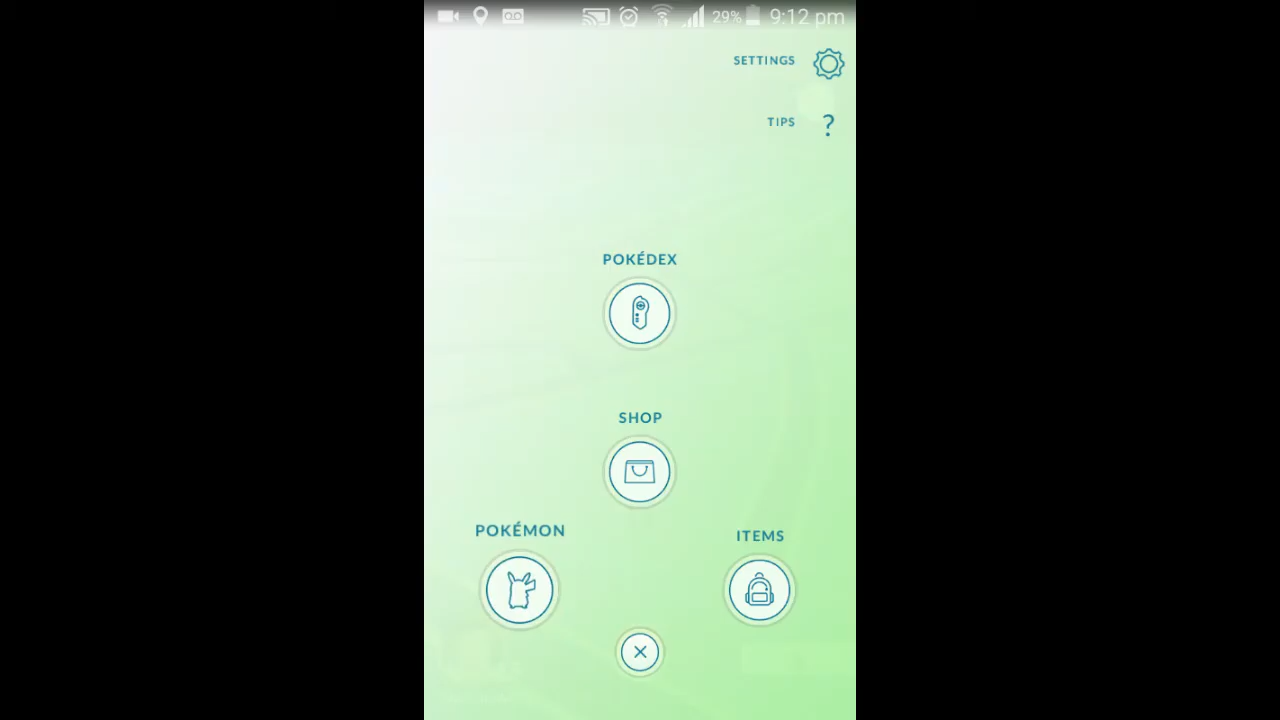 29% 9:12 pm
SETTINGS
TIPS ?
POKÉDEX
SHOP
POKÉMON
ITEMS